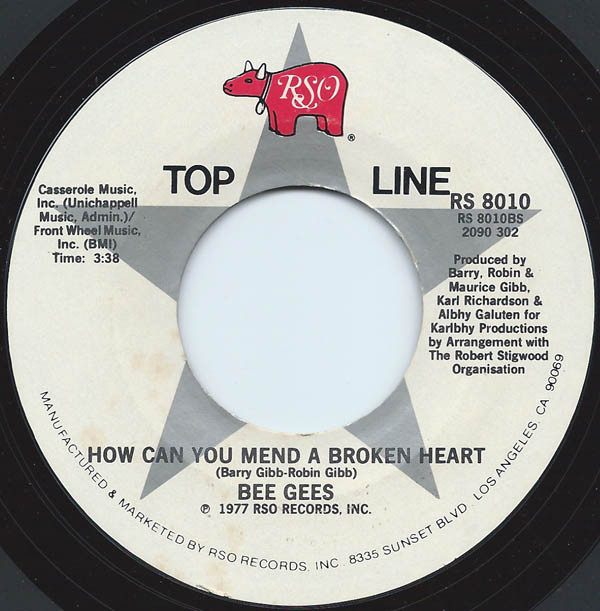 RSO
®
TOP LINE
Casserole Music,
Inc. (Unichappell
Music, Admin.)/
Front Wheel Music,
Inc. (BMI)
Time: 3:38
RS 8010
RS 8010BS
2090 302
Produced by
Barry, Robin &
Maurice Gibb,
Karl Richardson &
Albhy Galuten for
Karlbhy Productions
by Arrangement with
The Robert Stigwood
Organisation
HOW CAN YOU MEND A BROKEN HEART
(Barry Gibb-Robin Gibb)
BEE GEES
℗ 1977 RSO RECORDS, INC.
MANUFACTURED & MARKETED BY RSO RECORDS, INC. 8335 SUNSET BLVD. LOS ANGELES, CA 90069